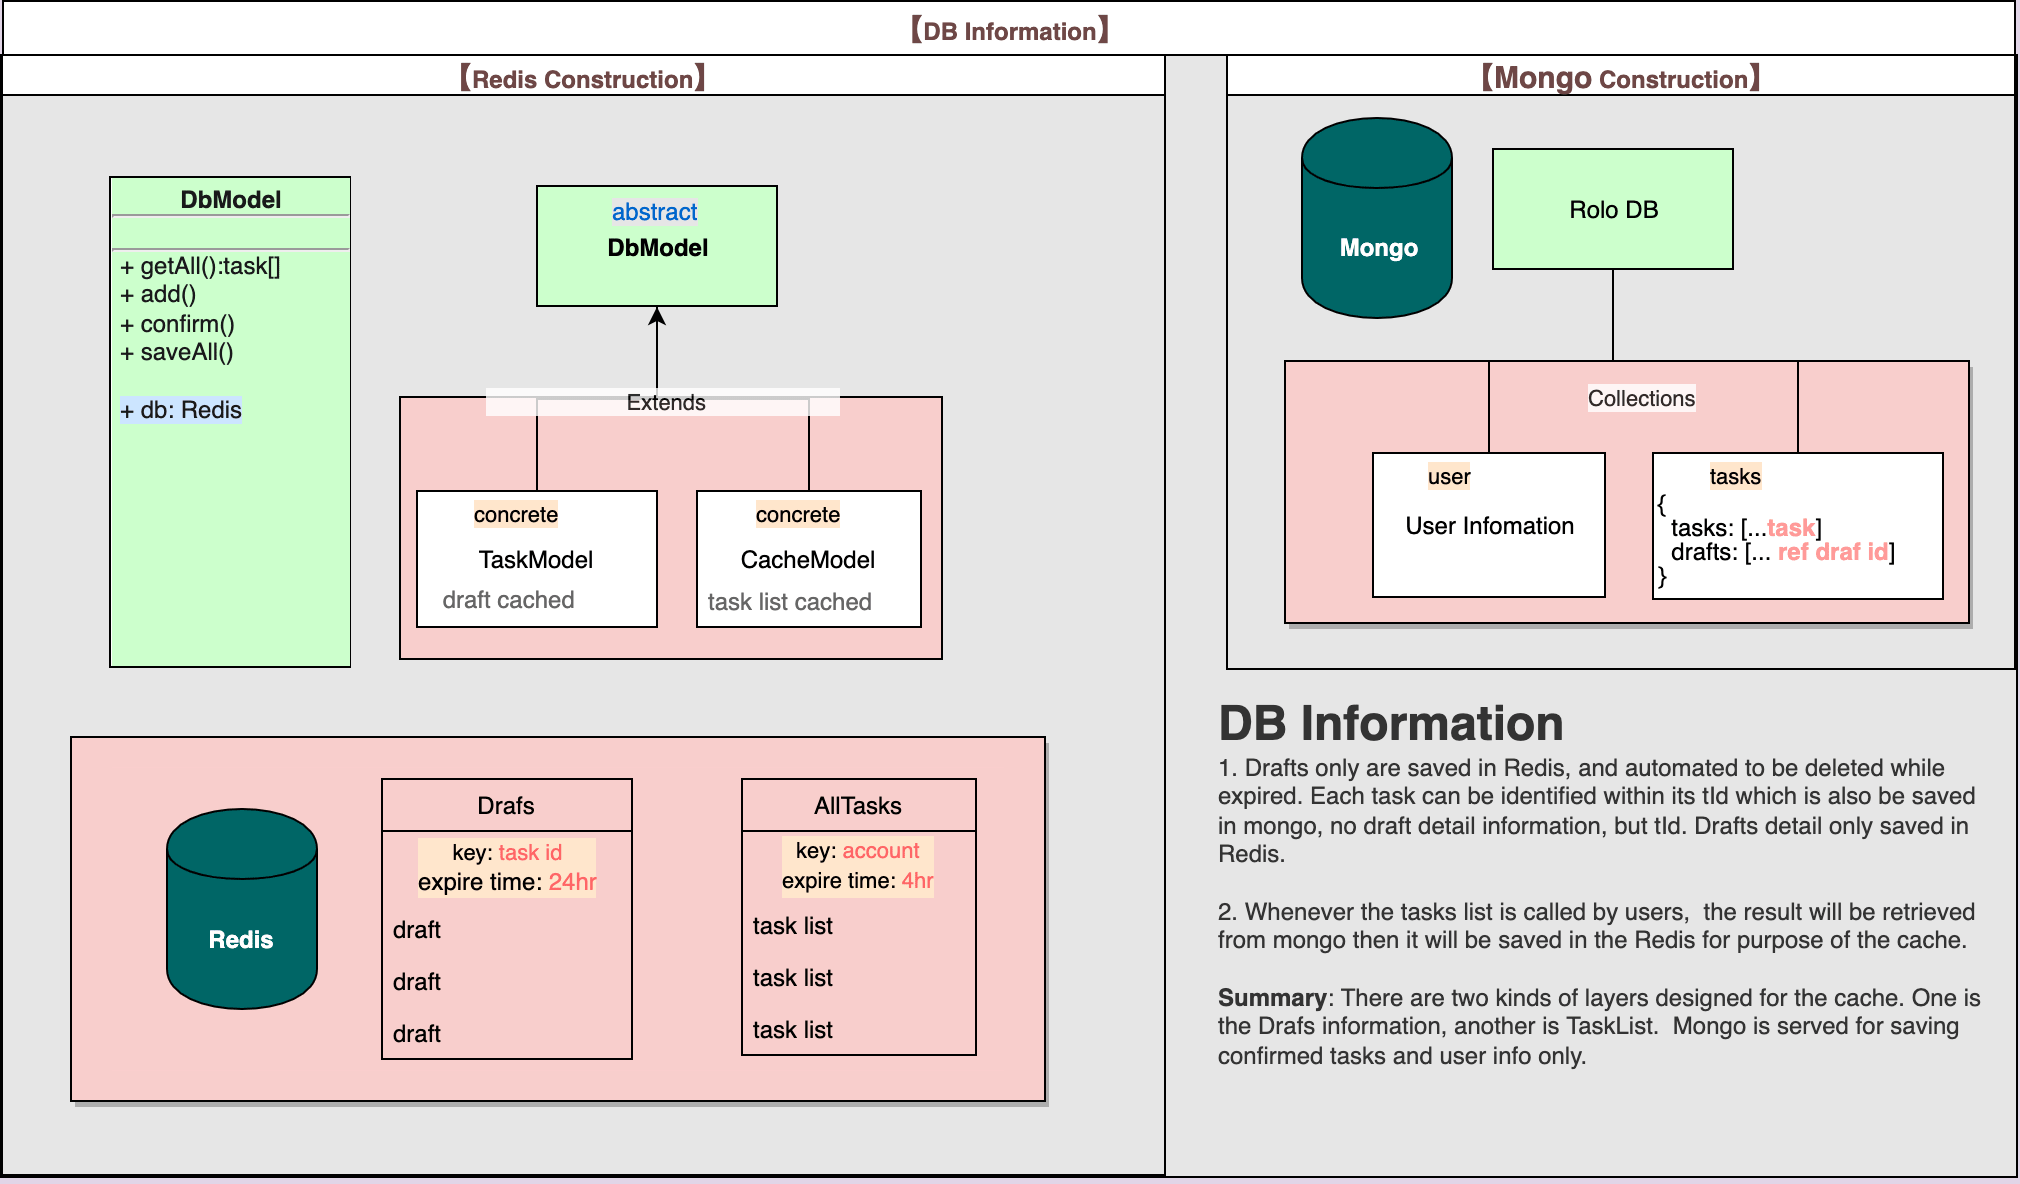 【DB Information】
【Redis Construction】
DbModel
+ getAll():task[]
+ add()
+ confirm()
+ saveAll()
+ db: Redis
abstract
DbModel
Extends
concrete
TaskModel
draft cached
concrete
CacheModel
task list cached
Redis
Drafs
key: task id
expire time: 24hr
draft
draft
draft
AllTasks
key: account
expire time: 4hr
task list
task list
task list
【Mongo Construction】
Mongo
Rolo DB
Collections
user
User Infomation
tasks
{
tasks: [...task]
drafts: [... ref draf id]
}
DB Information
1. Drafts only are saved in Redis, and automated to be deleted while
expired. Each task can be identified within its tId which is also be saved
in mongo, no draft detail information, but tId. Drafts detail only saved in
Redis.
2. Whenever the tasks list is called by users,  the result will be retrieved
from mongo then it will be saved in the Redis for purpose of the cache.
Summary: There are two kinds of layers designed for the cache. One is
the Drafs information, another is TaskList.  Mongo is served for saving
confirmed tasks and user info only.